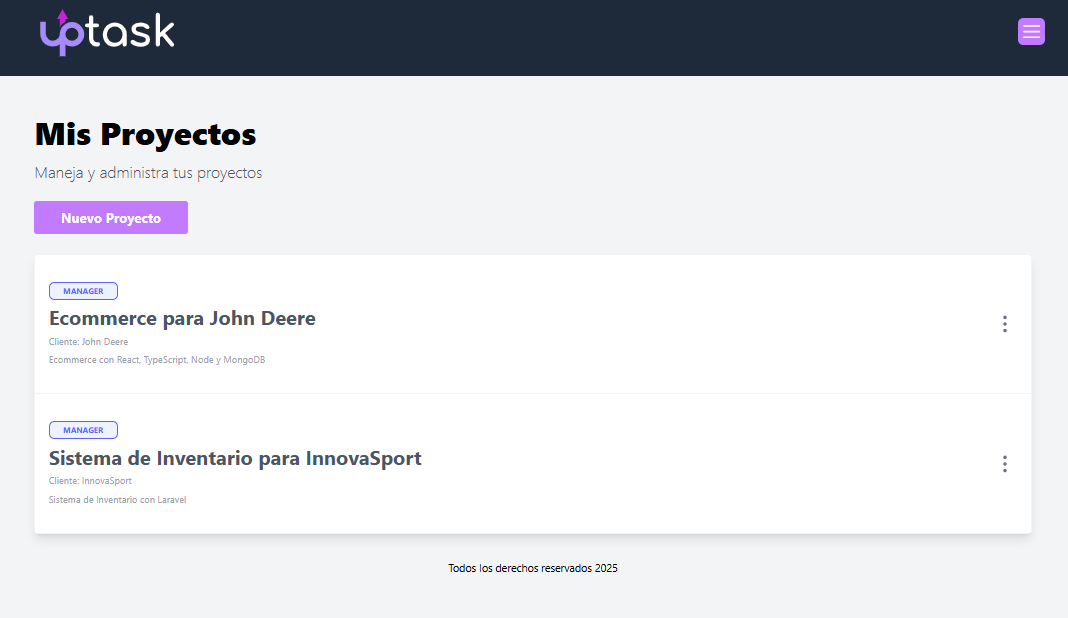 uptask
Mis Proyectos
Maneja y administra tus proyectos
Nuevo Proyecto
MANAGER
Ecommerce para John Deere
Cliente: John Deere
Ecommerce con React, TypeScript, Node y MongoDB
MANAGER
Sistema de Inventario para InnovaSport
Cliente: InnovaSport
Sistema de Inventario con Laravel
Todos los derechos reservados 2025